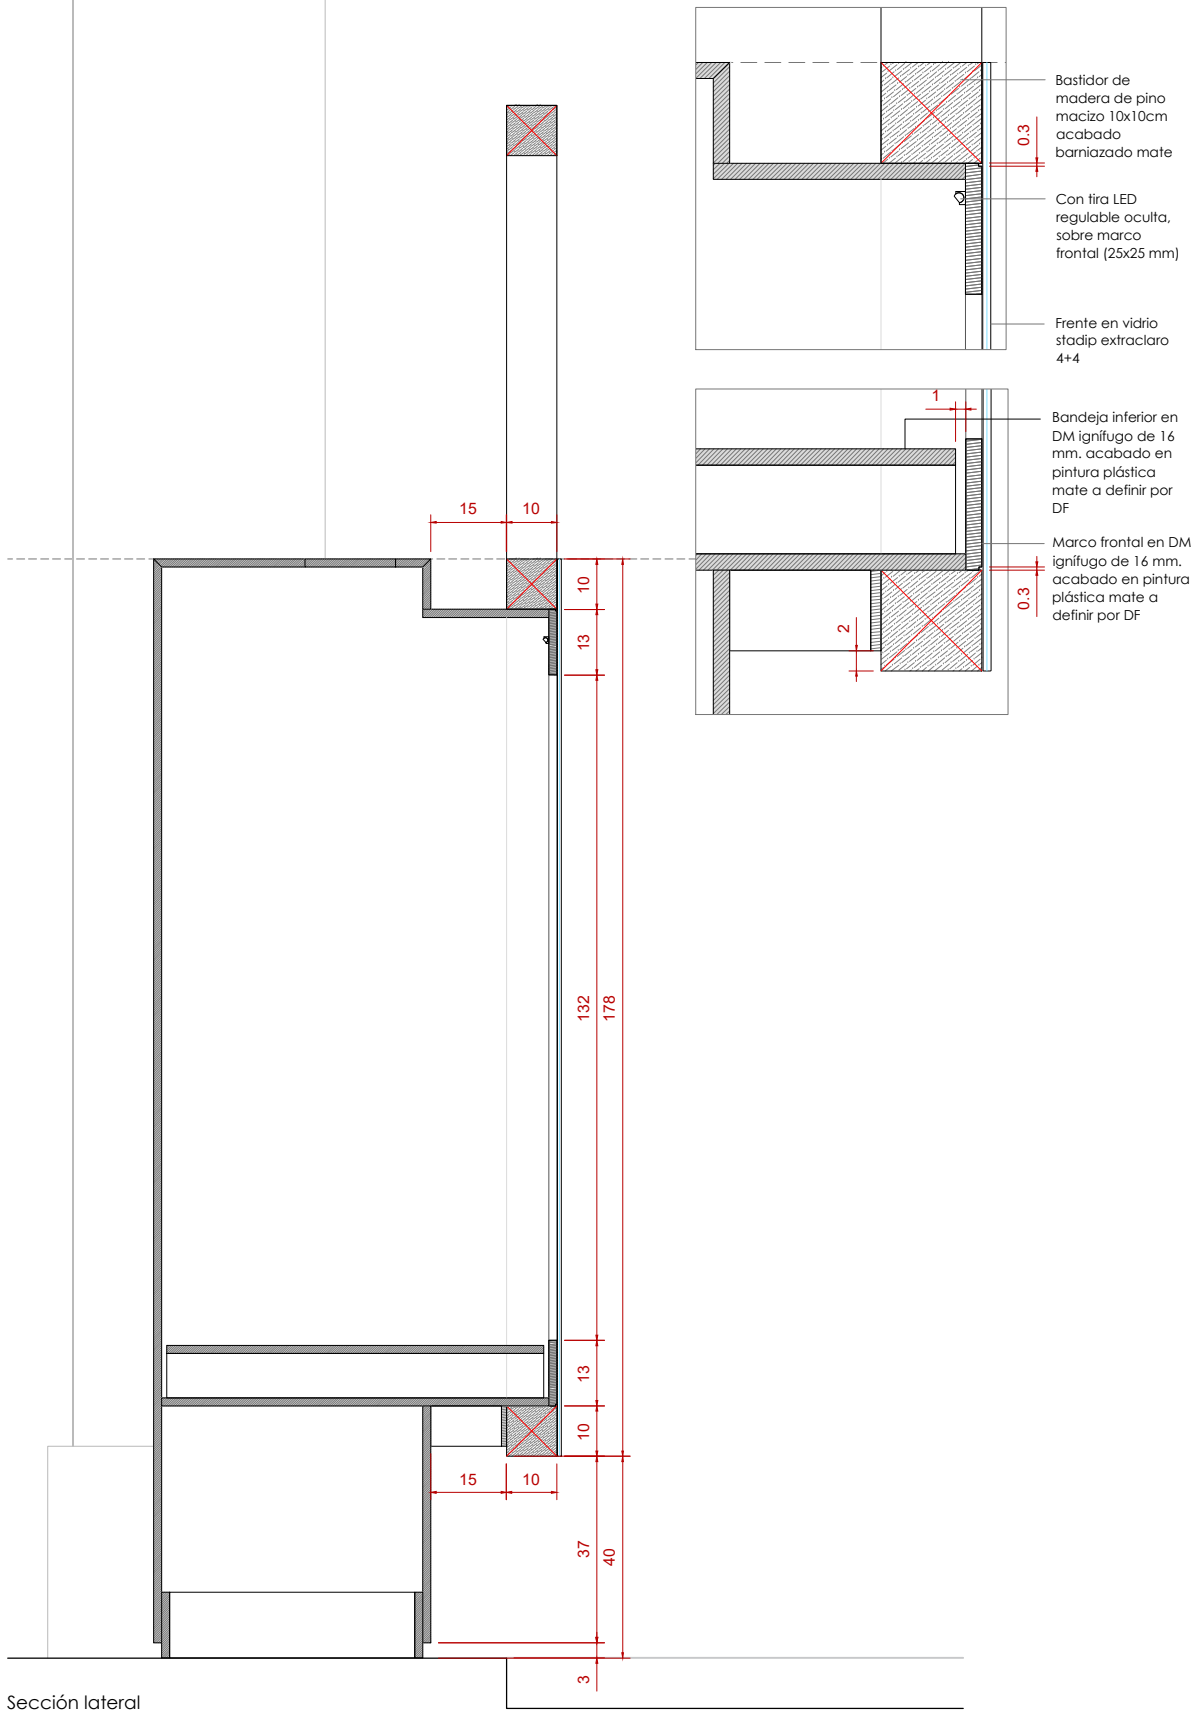 Bastidor de
madera de pino
macizo 10x10cm
acabado
barniazado mate
0.3
Con tira LED
regulable oculta,
sobre marco
frontal (25x25 mm)
Frente en vidrio
stadip extraclaro
4+4
1
Bandeja inferior en
DM ignífugo de 16
mm. acabado en
pintura plástica
mate a definir por
DF
Marco frontal en DM
ignífugo de 16 mm.
acabado en pintura
plástica mate a
definir por DF
0.3
2
15
10
10
13
132
178
13
10
15
10
37
40
3
Sección lateral